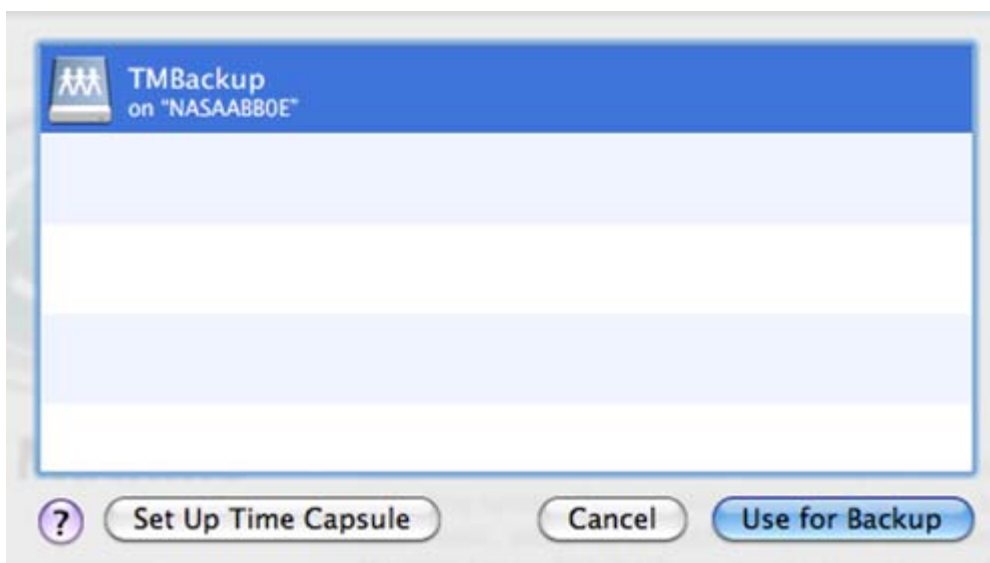 TMBackup
on "NASAABB0E"
?
Set Up Time Capsule
Cancel
Use for Backup